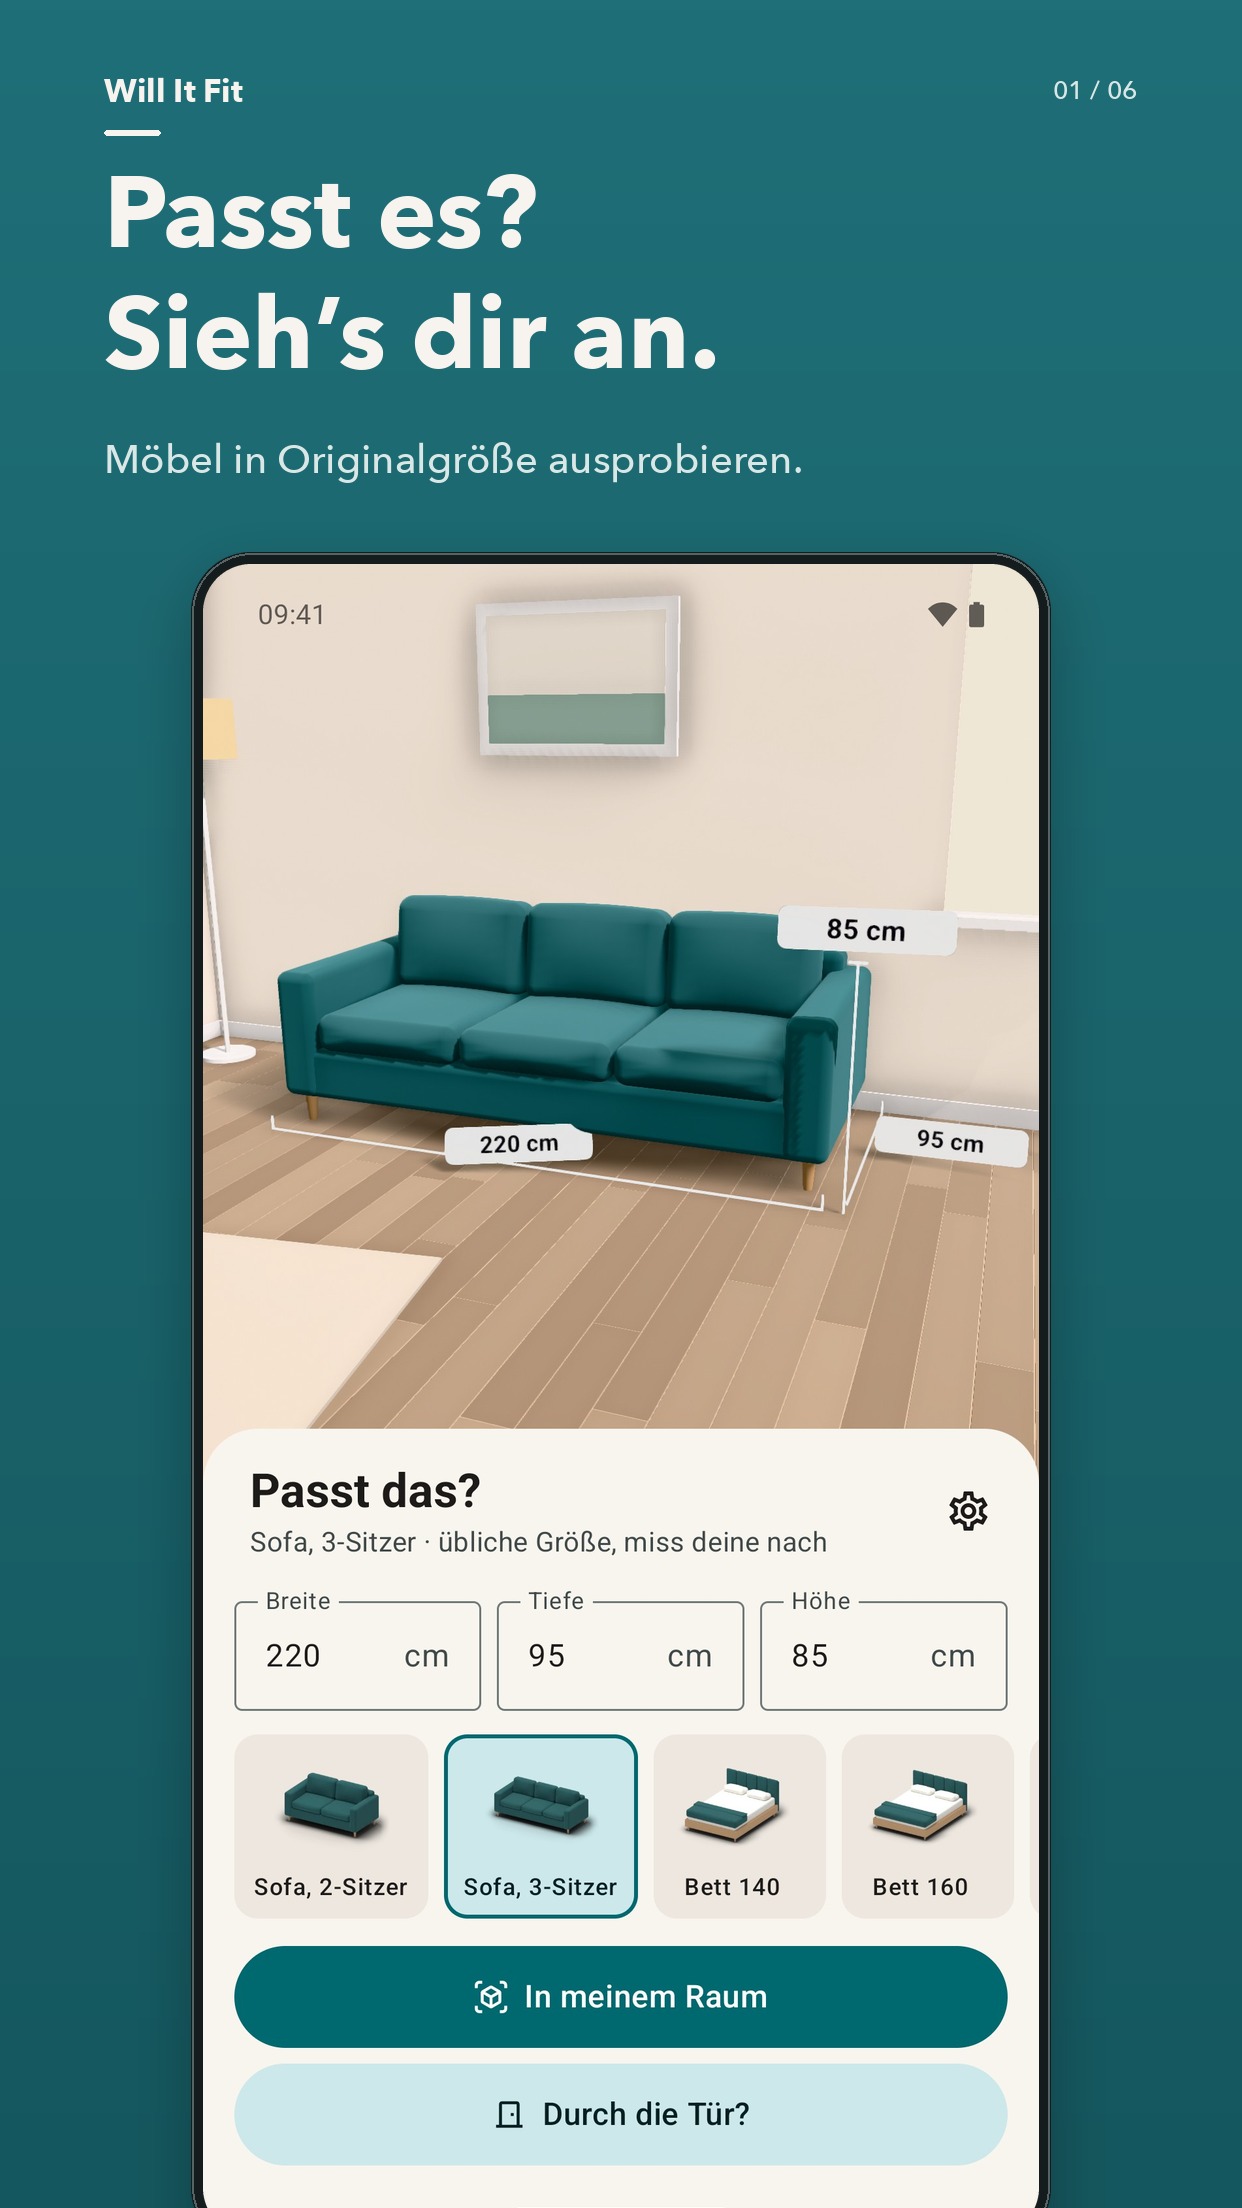 Will It Fit
01 / 06
Passt es?
Sieh’s dir an.
Möbel in Originalgröße ausprobieren.
09:41
85 cm
220 cm
95 cm
Passt das?
Sofa, 3-Sitzer · übliche Größe, miss deine nach
Breite
Tiefe
Höhe
220 cm
95 cm
85 cm
Sofa, 2-Sitzer
Sofa, 3-Sitzer
Bett 140
Bett 160
In meinem Raum
Durch die Tür?